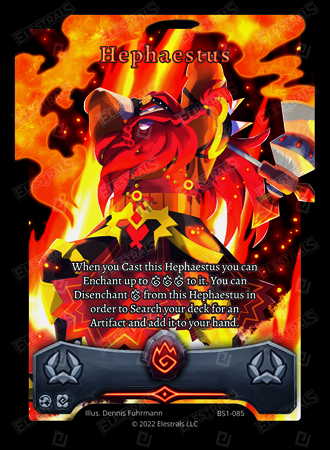 Hephaestus
When you Cast this Hephaestus you can
Enchant up to to it. You can
Disenchant from this Hephaestus in
order to Search your deck for an
Artifact and add it to your hand.
Illus. Dennis Fuhrmann BS1-085
© 2022 Elestrals LLC
ELESTRALS